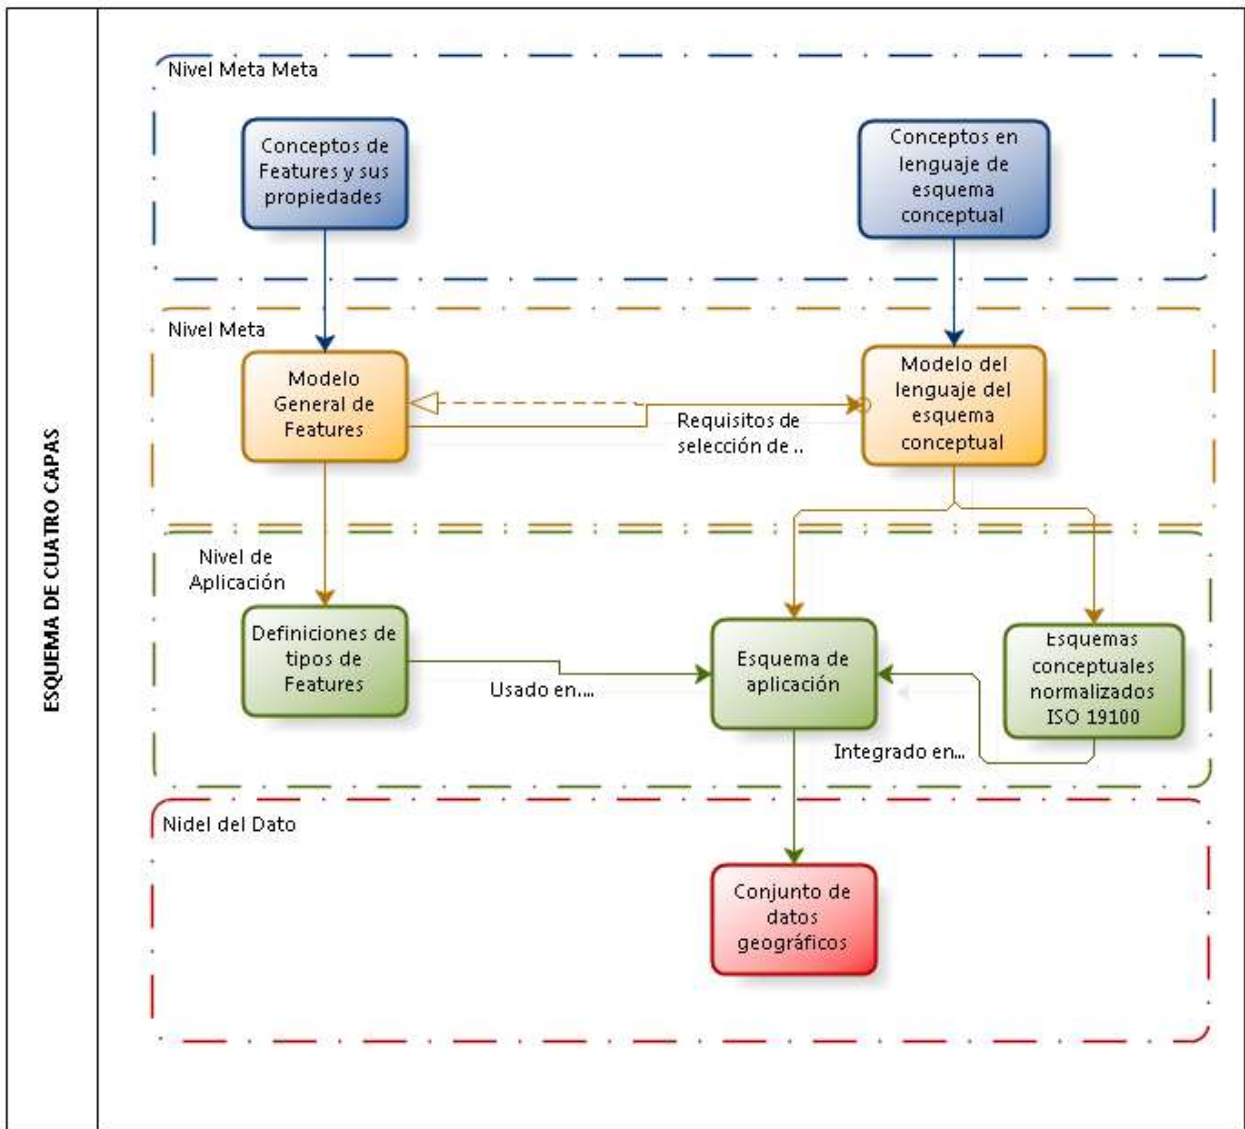 ESQUEMA DE CUATRO CAPAS
Nivel Meta Meta
Conceptos de
Features y sus
propiedades
Conceptos en
lenguaje de
esquema
conceptual
Nivel Meta
Modelo
General de
Features
Requisitos de
selección de ..
Modelo del
lenguaje del
esquema
conceptual
Nivel de
Aplicación
Definiciones de
tipos de
Features
Usado en....
Esquema de
aplicación
Esquemas
conceptuales
normalizados
ISO 19100
Integrado en...
Nidel del Dato
Conjunto de
datos
geográficos